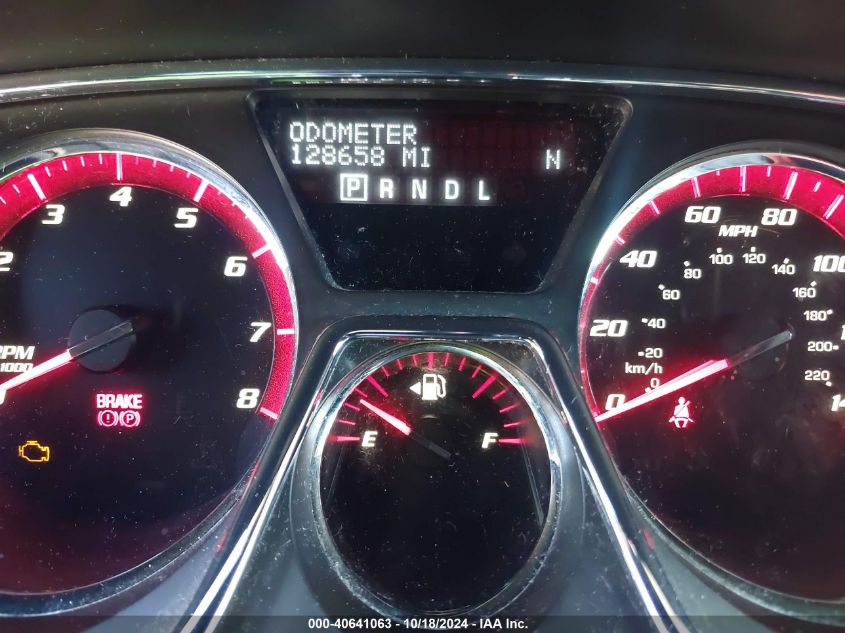 ODOMETER
128658 MI N
P R N D L
2 3 4 5 6 7 8
RPM
1000
BRAKE
P
E F
0 20 40 60 80 100
MPH
km/h
0 20 40 60 80 100 120 140 160 180 200 220
000-40641063 - 10/18/2024 - IAA Inc.